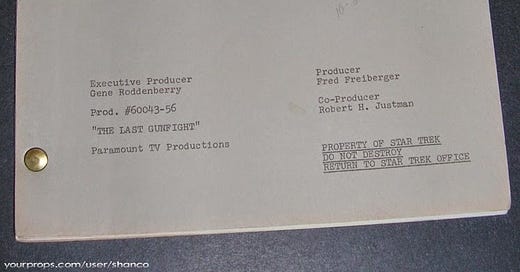 Executive Producer
Gene Roddenberry
Prod. #60043-56
"THE LAST GUNFIGHT"
Paramount TV Productions
Producer
Fred Freiberger
Co-Producer
Robert H. Justman
PROPERTY OF STAR TREK
DO NOT DESTROY
RETURN TO STAR TREK OFFICE
yourprops.com/user/shanco